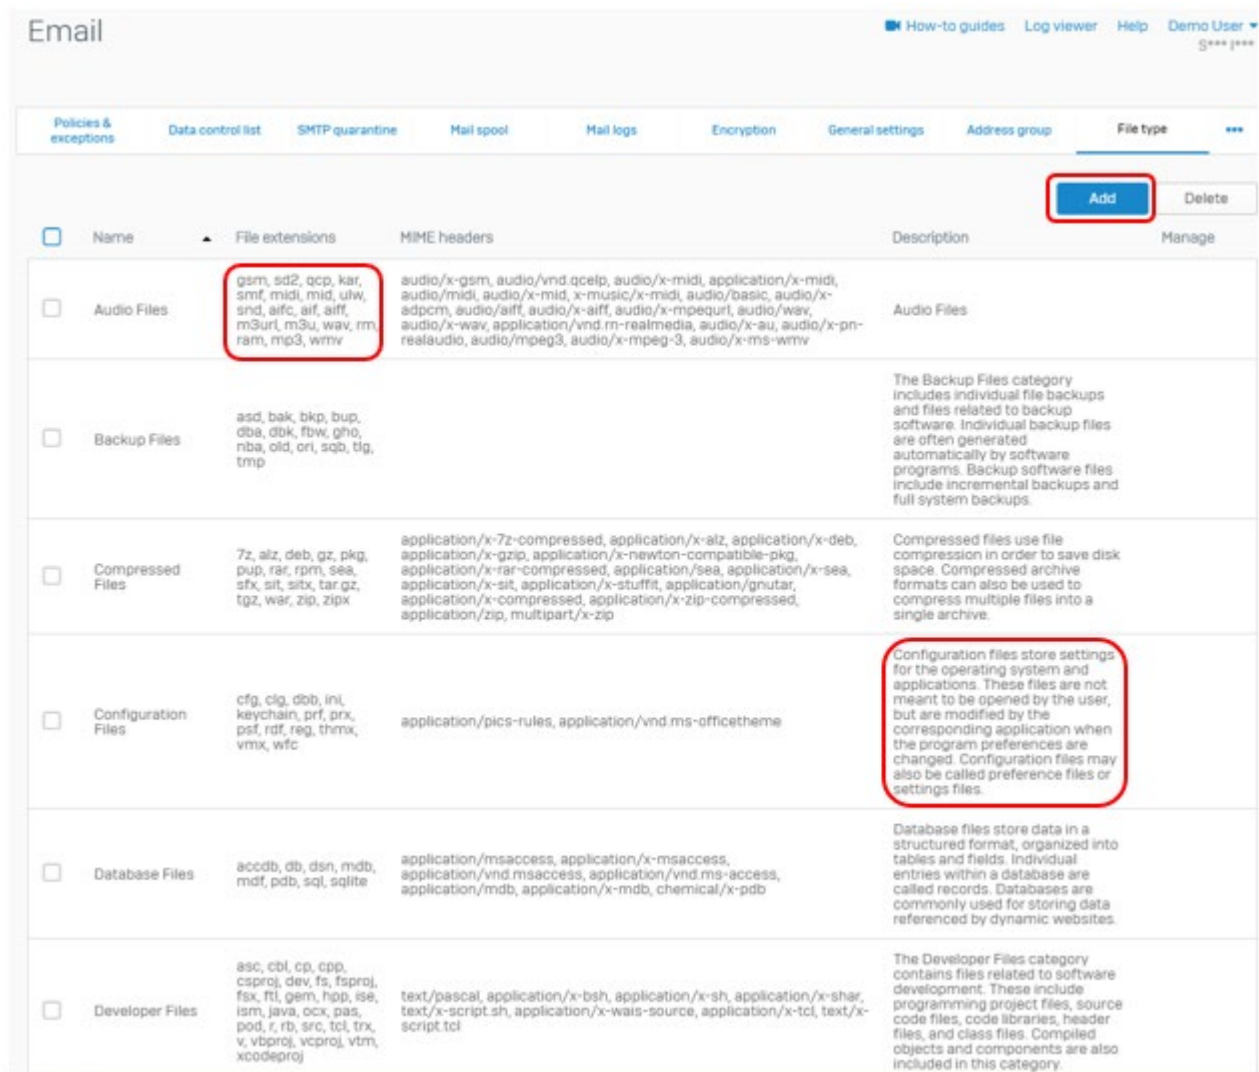 Email
How-to guides Log viewer Help Demo User
S*** I***
Policies & exceptions
Data control list
SMTP quarantine
Mail spool
Mail logs
Encryption
General settings
Address group
File type
•••
Add
Delete
Name File extensions MIME headers Description Manage
Audio Files
gsm, sd2, qcp, kar,
smf, midi, mid, ulw,
snd, aifc, aif, aiff,
m3url, m3u, wav, rm,
ram, mp3, wmv
audio/x-gsm, audio/vnd.qcelp, audio/x-midi, application/x-midi,
audio/midi, audio/x-mid, x-music/x-midi, audio/basic, audio/x-
adpcm, audio/aiff, audio/x-aiff, audio/x-mpequrl, audio/wav,
audio/x-wav, application/vnd.rn-realmedia, audio/x-au, audio/x-pn-
realaudio, audio/mpeg3, audio/x-mpeg-3, audio/x-ms-wmv
Audio Files
Backup Files
asd, bak, bkp, bup,
dba, dbk, fbw, gho,
nba, old, ori, sqb, tlg,
tmp
The Backup Files category
includes individual file backups
and files related to backup
software. Individual backup files
are often generated
automatically by software
programs. Backup software files
include incremental backups and
full system backups.
Compressed
Files
7z, alz, deb, gz, pkg,
pup, rar, rpm, sea,
sfx, sit, sitx, tar.gz,
tgz, war, zip, zipx
application/x-7z-compressed, application/x-alz, application/x-deb,
application/x-gzip, application/x-newton-compatible-pkg,
application/x-rar-compressed, application/sea, application/x-sea,
application/x-sit, application/x-stuffit, application/gnutar,
application/x-compressed, application/x-zip-compressed,
application/zip, multipart/x-zip
Compressed files use file
compression in order to save disk
space. Compressed archive
formats can also be used to
compress multiple files into a
single archive.
Configuration
Files
cfg, clg, dbb, ini,
keychain, prf, prx,
psf, rdf, reg, thmx,
vmx, wfc
application/pics-rules, application/vnd.ms-officetheme
Configuration files store settings
for the operating system and
applications. These files are not
meant to be opened by the user,
but are modified by the
corresponding application when
the program preferences are
changed. Configuration files may
also be called preference files or
settings files.
Database Files
accdb, db, dsn, mdb,
mdf, pdb, sql, sqlite
application/msaccess, application/x-msaccess,
application/vnd.msaccess, application/vnd.ms-access,
application/mdb, application/x-mdb, chemical/x-pdb
Database files store data in a
structured format, organized into
tables and fields. Individual
entries within a database are
called records. Databases are
commonly used for storing data
referenced by dynamic websites.
Developer Files
asc, cbl, cp, cpp,
csproj, dev, fs, fsproj,
fsx, ftl, gem, hpp, ise,
ism, java, ocx, pas,
pod, r, rb, src, tcl, trx,
v, vbproj, vcproj, vtm,
xcodeproj
text/pascal, application/x-bsh, application/x-sh, application/x-shar,
text/x-script.sh, application/x-wais-source, application/x-tcl, text/x-
script.tcl
The Developer Files category
contains files related to software
development. These include
programming project files, source
code files, code libraries, header
files, and class files. Compiled
objects and components are also
included in this category.